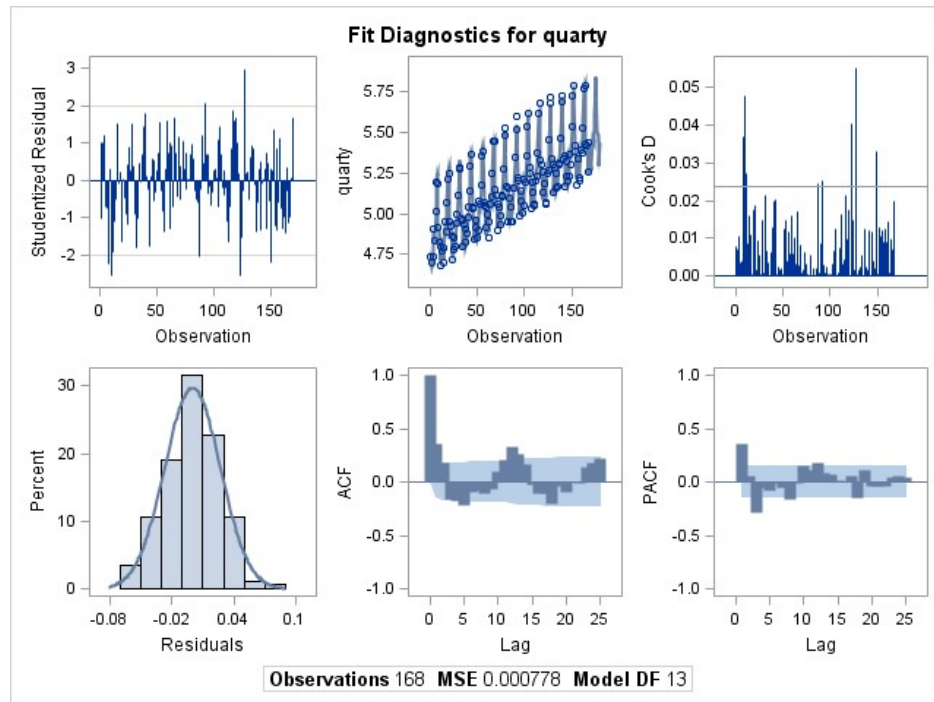 Fit Diagnostics for quarty
Studentized Residual
3
2
1
0
-1
-2
0 50 100 150
Observation
quarty
5.75
5.50
5.25
5.00
4.75
0 50 100 150
Observation
Cook's D
0.05
0.04
0.03
0.02
0.01
0.00
0 50 100 150
Observation
Percent
30
20
10
0
-0.08 -0.02 0.04 0.1
Residuals
ACF
1.0
0.5
0.0
-0.5
-1.0
0 5 10 15 20 25
Lag
PACF
1.0
0.5
0.0
-0.5
-1.0
0 5 10 15 20 25
Lag
Observations 168 MSE 0.000778 Model DF 13